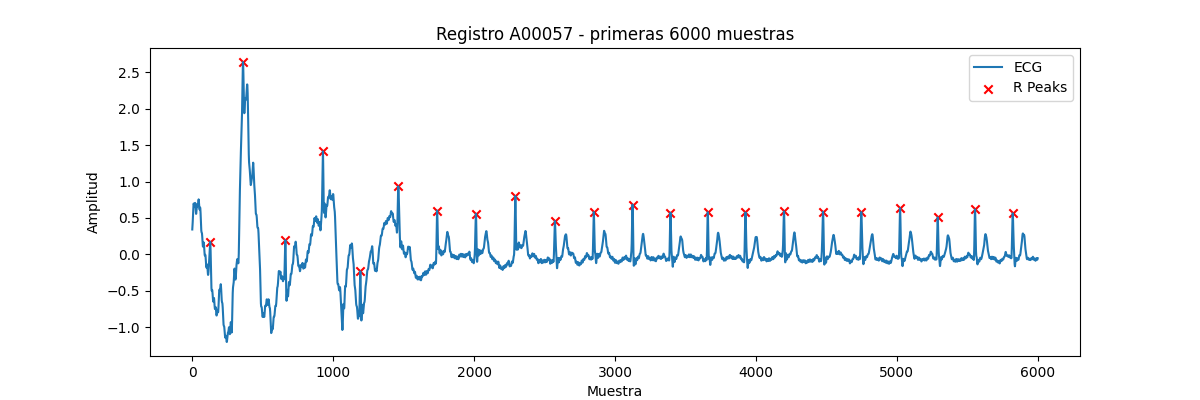 Registro A00057 - primeras 6000 muestras
ECG
R Peaks
Amplitud
2.5
2.0
1.5
1.0
0.5
0.0
−0.5
−1.0
0 1000 2000 3000 4000 5000 6000
Muestra